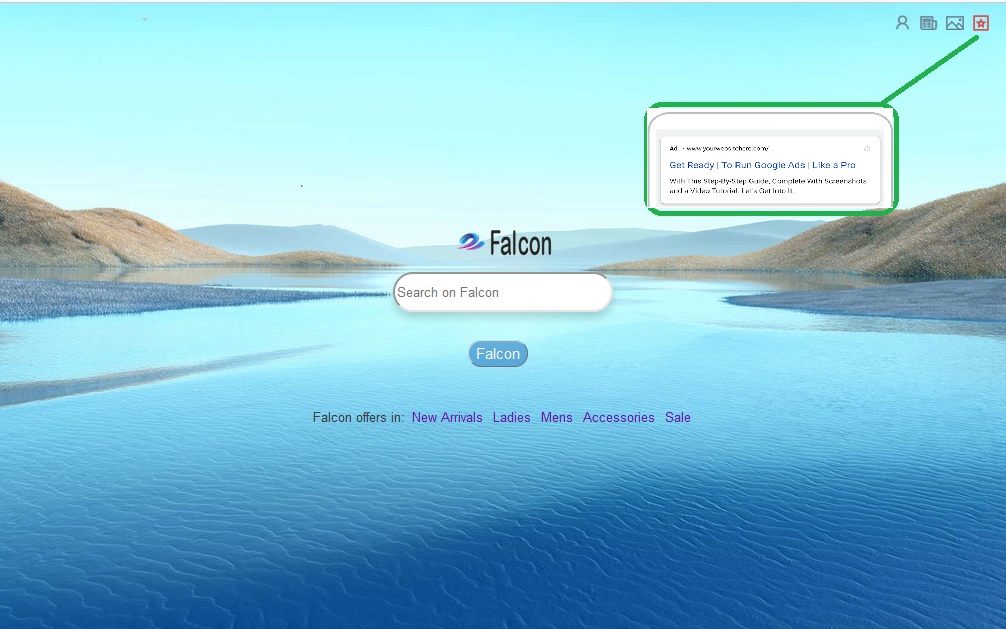 Ad · www.yourwebsitehere.com/
Get Ready | To Run Google Ads | Like a Pro
With This Step-By-Step Guide, Complete With Screenshots
and a Video Tutorial. Let's Get Into It.
Falcon
Search on Falcon
Falcon
Falcon offers in: New Arrivals Ladies Mens Accessories Sale